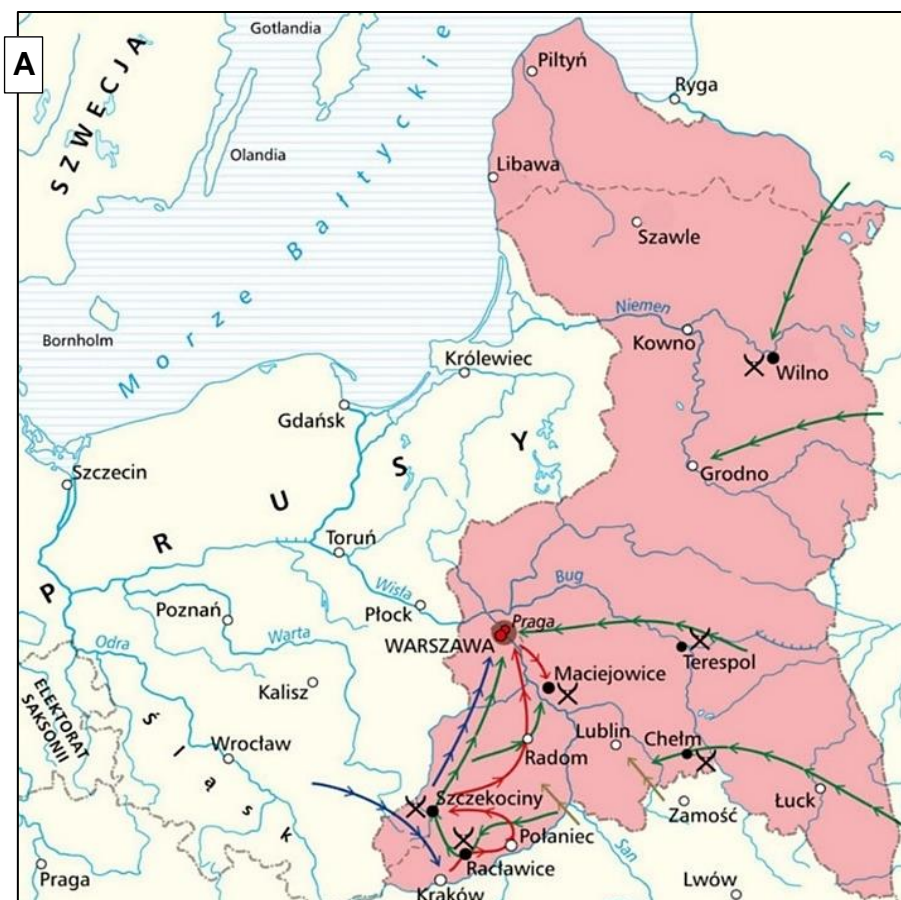 A
SZWECJA
Gotlandia
Olandia
Bornholm
Morze Bałtyckie
Piltyń
Ryga
Libawa
Szawle
Niemen
Kowno
Wilno
Królewiec
Gdańsk
Szczecin
Grodno
PRUSY
Toruń
Wisła
Płock
Bug
Poznań
Warta
Praga
WARSZAWA
Odra
Terespol
Maciejowice
ELEKTORAT
SAKSONII
Kalisz
Śląsk
Wrocław
Lublin
Chełm
Radom
Szczekociny
Zamość
Łuck
Połaniec
San
Racławice
Praga
Kraków
Lwów